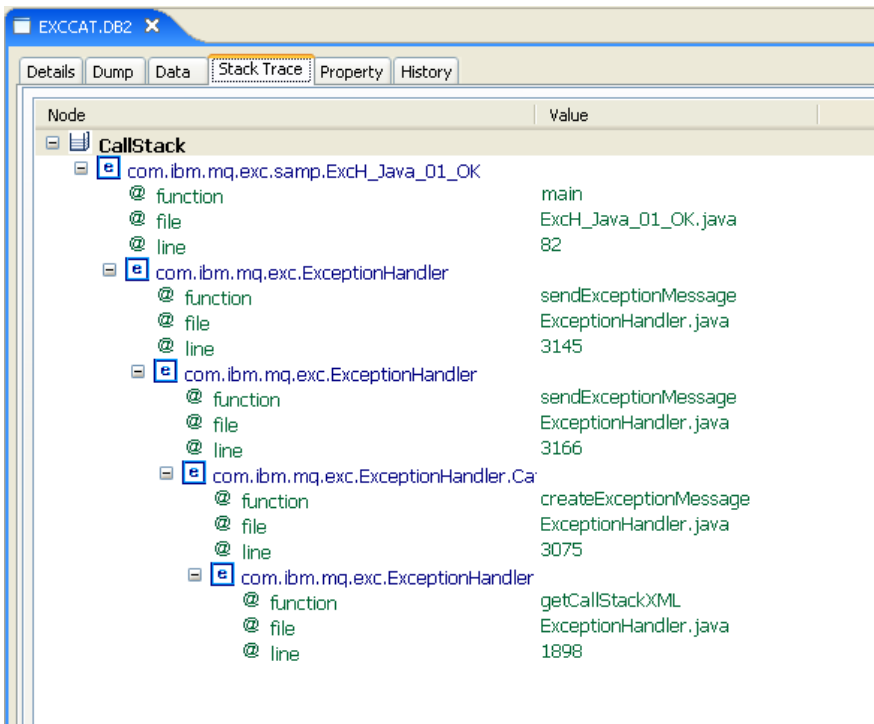 EXCCAT.DB2
Details Dump Data Stack Trace Property History
Node Value
CallStack
e com.ibm.mq.exc.samp.ExcH_Java_01_OK
@ function main
@ file ExcH_Java_01_OK.java
@ line 82
e com.ibm.mq.exc.ExceptionHandler
@ function sendExceptionMessage
@ file ExceptionHandler.java
@ line 3145
e com.ibm.mq.exc.ExceptionHandler
@ function sendExceptionMessage
@ file ExceptionHandler.java
@ line 3166
e com.ibm.mq.exc.ExceptionHandler.Ca
@ function createExceptionMessage
@ file ExceptionHandler.java
@ line 3075
e com.ibm.mq.exc.ExceptionHandler
@ function getCallStackXML
@ file ExceptionHandler.java
@ line 1898